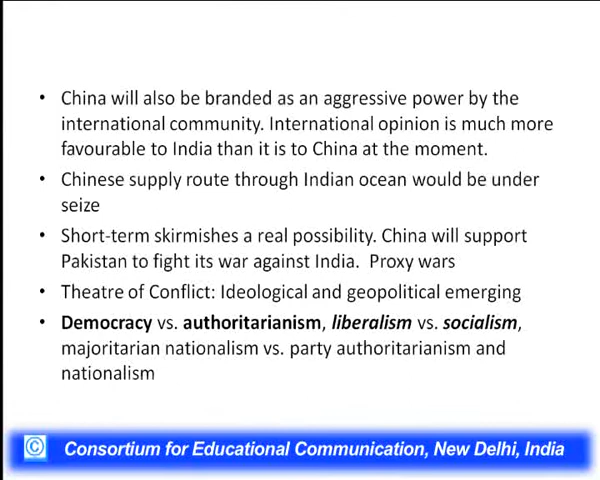 • China will also be branded as an aggressive power by the
international community. International opinion is much more
favourable to India than it is to China at the moment.
• Chinese supply route through Indian ocean would be under
seize
• Short-term skirmishes a real possibility. China will support
Pakistan to fight its war against India.  Proxy wars
• Theatre of Conflict: Ideological and geopolitical emerging
• Democracy vs. authoritarianism, liberalism vs. socialism,
majoritarian nationalism vs. party authoritarianism and
nationalism
© Consortium for Educational Communication, New Delhi, India